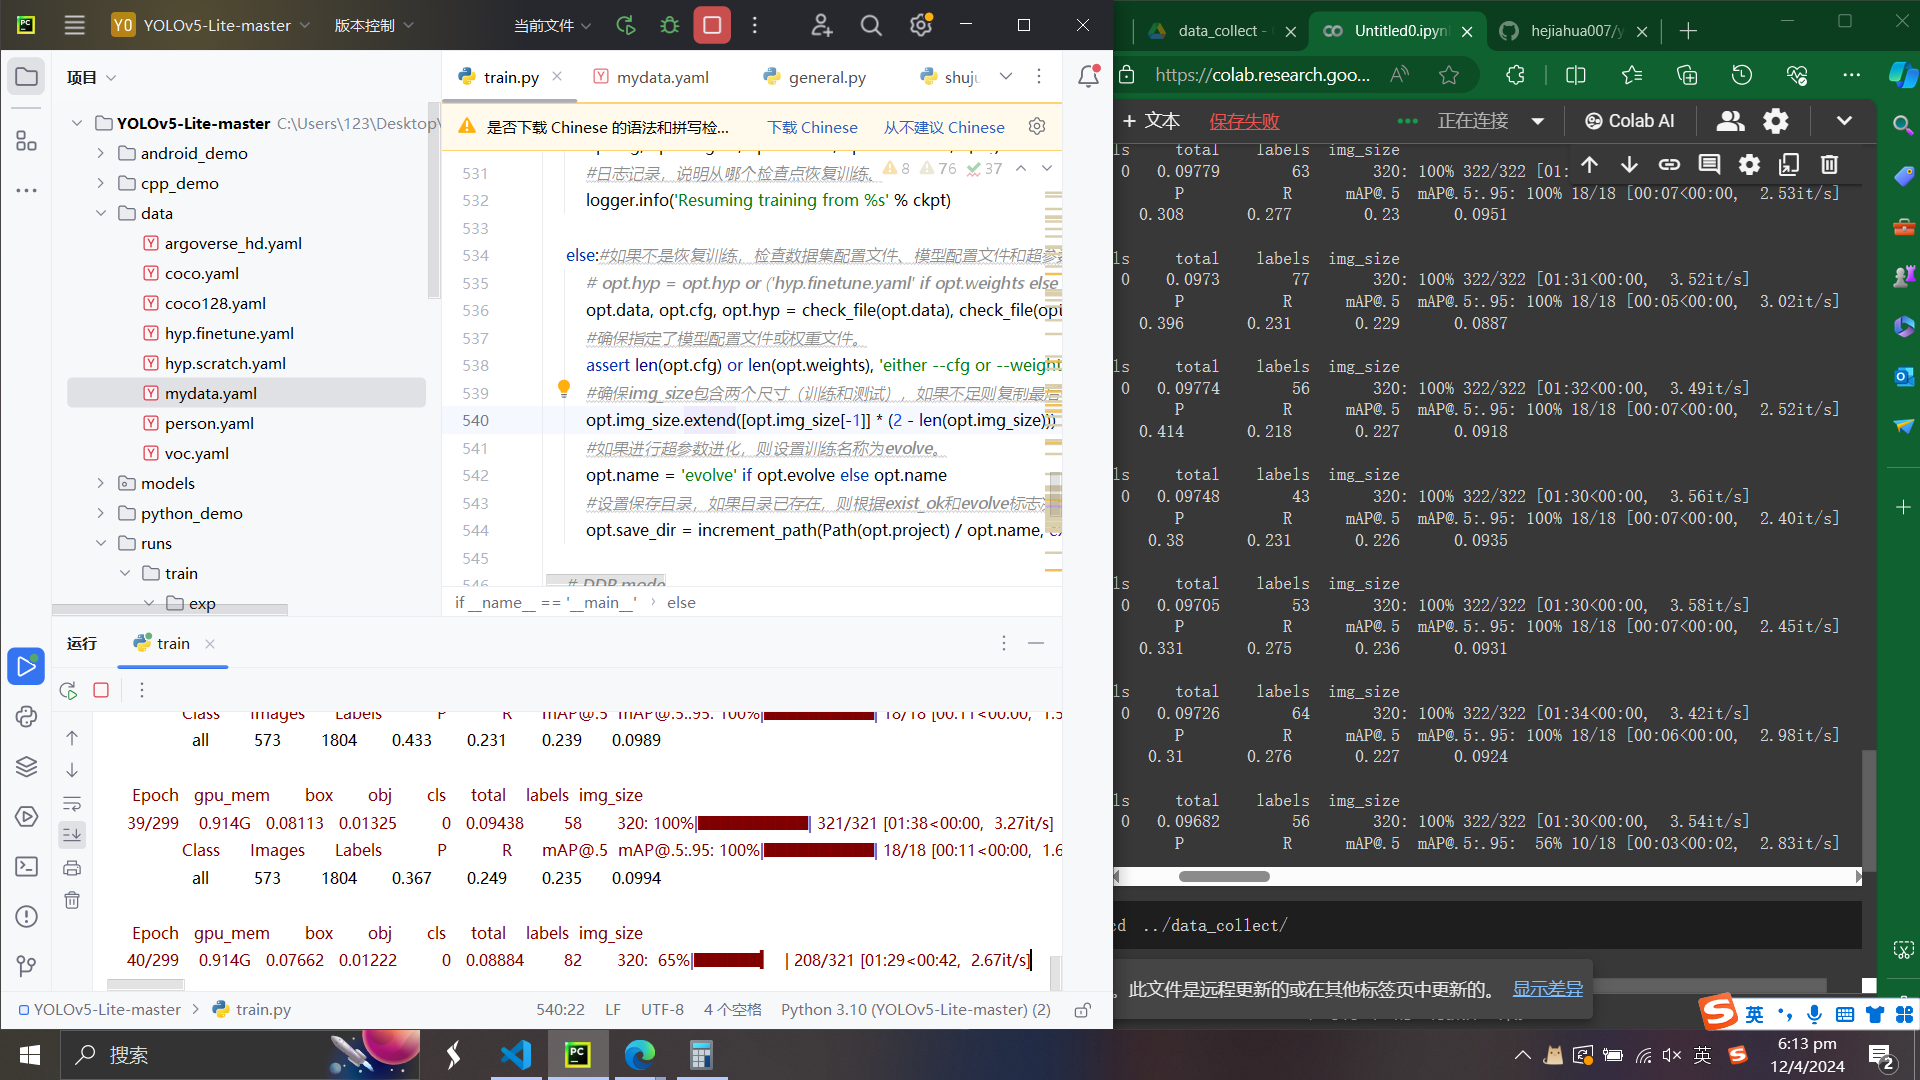 YO YOLOv5-Lite-master 版本控制 当前文件
项目
YOLOv5-Lite-master C:\Users\123\Desktop\
android_demo
cpp_demo
data
argoverse_hd.yaml
coco.yaml
coco128.yaml
hyp.finetune.yaml
hyp.scratch.yaml
mydata.yaml
person.yaml
voc.yaml
models
python_demo
runs
train
exp
train.py mydata.yaml general.py shuju
是否下载 Chinese 的语法和拼写检... 下载 Chinese 从不建议 Chinese
8 76 37
531 #日志记录，说明从哪个检查点恢复训练。
532 logger.info('Resuming training from %s' % ckpt)
533
534 else:#如果不是恢复训练，检查数据集配置文件、模型配置文件和超参
535 # opt.hyp = opt.hyp or ('hyp.finetune.yaml' if opt.weights else
536 opt.data, opt.cfg, opt.hyp = check_file(opt.data), check_file(opt
537 #确保指定了模型配置文件或权重文件。
538 assert len(opt.cfg) or len(opt.weights), 'either --cfg or --weight
539 #确保img_size包含两个尺寸（训练和测试），如果不足则复制最后
540 opt.img_size.extend([opt.img_size[-1]] * (2 - len(opt.img_size)))
541 #如果进行超参数进化，则设置训练名称为evolve。
542 opt.name = 'evolve' if opt.evolve else opt.name
543 #设置保存目录，如果目录已存在，则根据exist_ok和evolve标志
544 opt.save_dir = increment_path(Path(opt.project) / opt.name, e
545
546 # DDP mode
if __name__ == '__main__' › else
运行 train
Class Images Labels P R mAP@.5 mAP@.5:.95: 100% 18/18 [00:11<00:00, 1.5
all 573 1804 0.433 0.231 0.239 0.0989
Epoch gpu_mem box obj cls total labels img_size
39/299 0.914G 0.08113 0.01325 0 0.09438 58 320: 100%| | 321/321 [01:38<00:00, 3.27it/s]
Class Images Labels P R mAP@.5 mAP@.5:.95: 100%| | 18/18 [00:11<00:00, 1.6
all 573 1804 0.367 0.249 0.235 0.0994
Epoch gpu_mem box obj cls total labels img_size
40/299 0.914G 0.07662 0.01222 0 0.08884 82 320: 65%| | 208/321 [01:29<00:42, 2.67it/s]
YOLOv5-Lite-master › train.py 540:22 LF UTF-8 4 个空格 Python 3.10 (YOLOv5-Lite-master) (2)
data_collect - Untitled0.ipyn hejiahua007/y
https://colab.research.goo...
+ 文本 保存失败 正在连接 Colab AI
ls total labels img_size
0 0.09779 63 320: 100% 322/322 [01:
P R mAP@.5 mAP@.5:.95: 100% 18/18 [00:07<00:00, 2.53it/s]
0.308 0.277 0.23 0.0951
ls total labels img_size
0 0.0973 77 320: 100% 322/322 [01:31<00:00, 3.52it/s]
P R mAP@.5 mAP@.5:.95: 100% 18/18 [00:05<00:00, 3.02it/s]
0.396 0.231 0.229 0.0887
ls total labels img_size
0 0.09774 56 320: 100% 322/322 [01:32<00:00, 3.49it/s]
P R mAP@.5 mAP@.5:.95: 100% 18/18 [00:07<00:00, 2.52it/s]
0.414 0.218 0.227 0.0918
ls total labels img_size
0 0.09748 43 320: 100% 322/322 [01:30<00:00, 3.56it/s]
P R mAP@.5 mAP@.5:.95: 100% 18/18 [00:07<00:00, 2.40it/s]
0.38 0.231 0.226 0.0935
ls total labels img_size
0 0.09705 53 320: 100% 322/322 [01:30<00:00, 3.58it/s]
P R mAP@.5 mAP@.5:.95: 100% 18/18 [00:07<00:00, 2.45it/s]
0.331 0.275 0.236 0.0931
ls total labels img_size
0 0.09726 64 320: 100% 322/322 [01:34<00:00, 3.42it/s]
P R mAP@.5 mAP@.5:.95: 100% 18/18 [00:06<00:00, 2.98it/s]
0.31 0.276 0.227 0.0924
ls total labels img_size
0 0.09682 56 320: 100% 322/322 [01:30<00:00, 3.54it/s]
P R mAP@.5 mAP@.5:.95: 56% 10/18 [00:03<00:02, 2.83it/s]
cd ../data_collect/
。此文件是远程更新的或在其他标签页中更新的。 显示差异
英
搜索
英
6:13 pm
12/4/2024
2